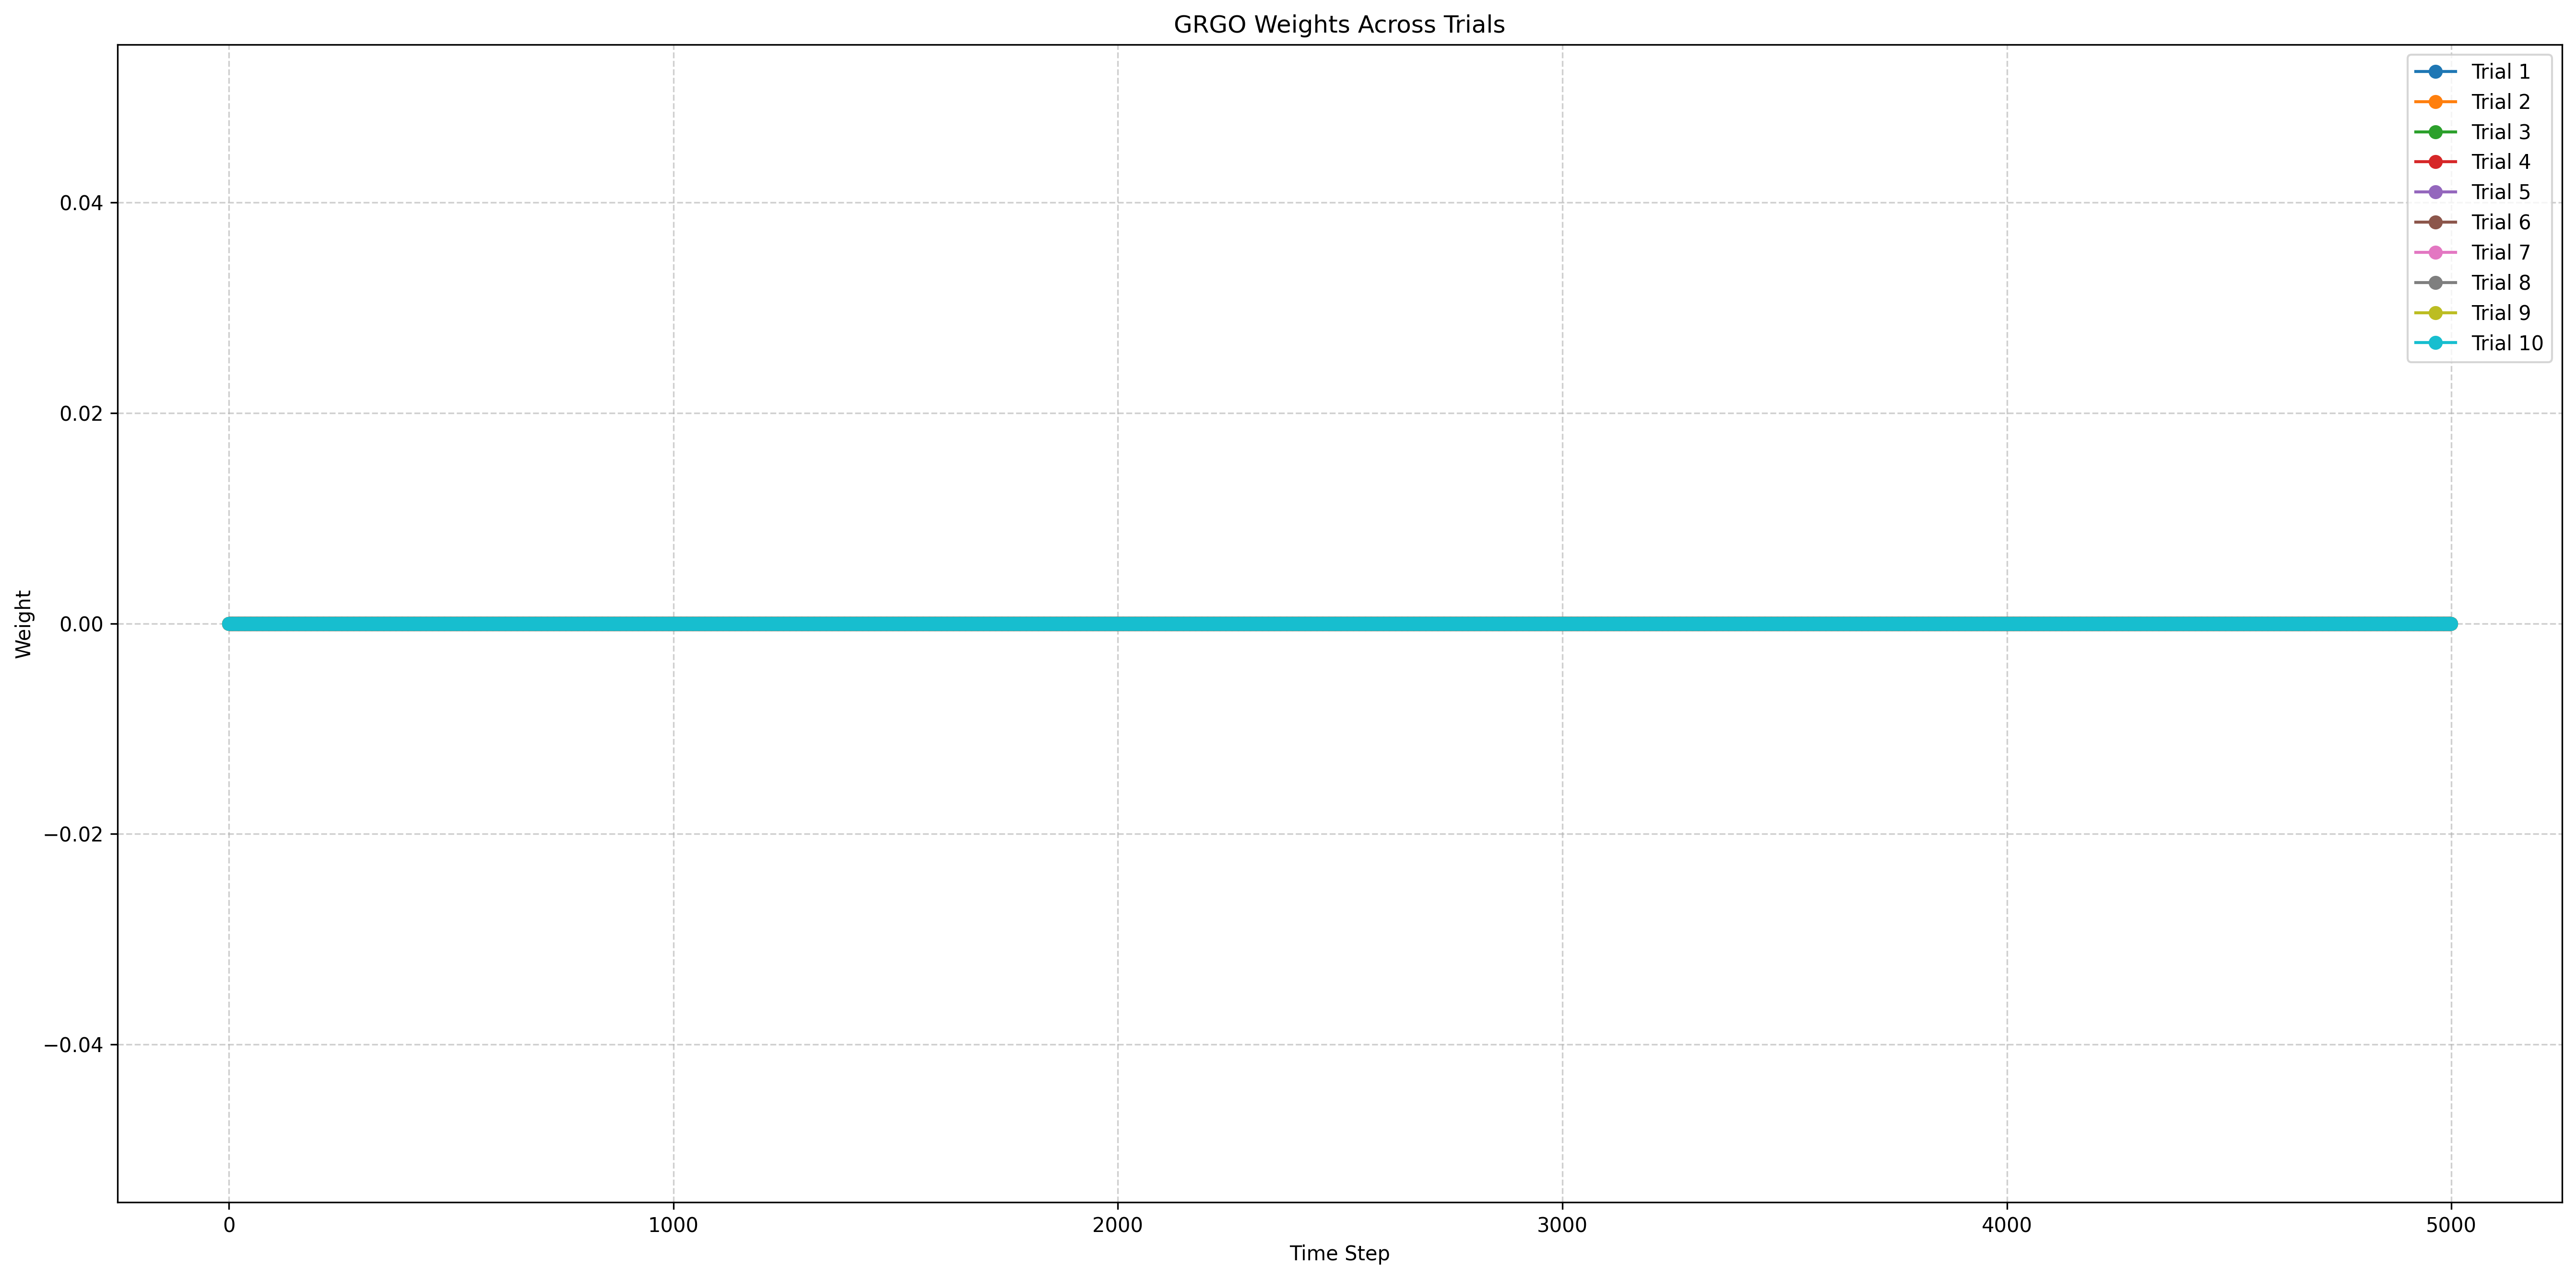 GRGO Weights Across Trials
Trial 1
Trial 2
Trial 3
Trial 4
Trial 5
Trial 6
Trial 7
Trial 8
Trial 9
Trial 10
0.04
0.02
0.00
−0.02
−0.04
Weight
0 1000 2000 3000 4000 5000
Time Step